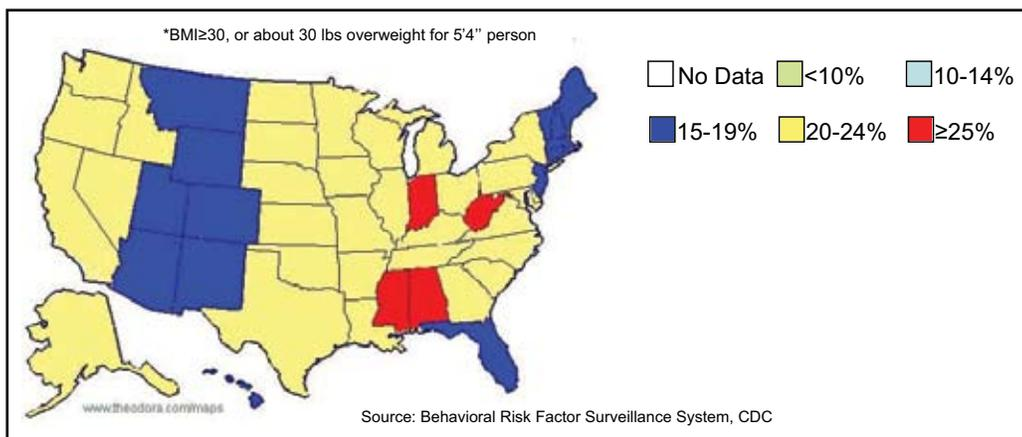 *BMI≥30, or about 30 lbs overweight for 5’4’’ person
No Data <10% 10-14%
15-19% 20-24% ≥25%
www.theodora.com/maps
Source: Behavioral Risk Factor Surveillance System, CDC